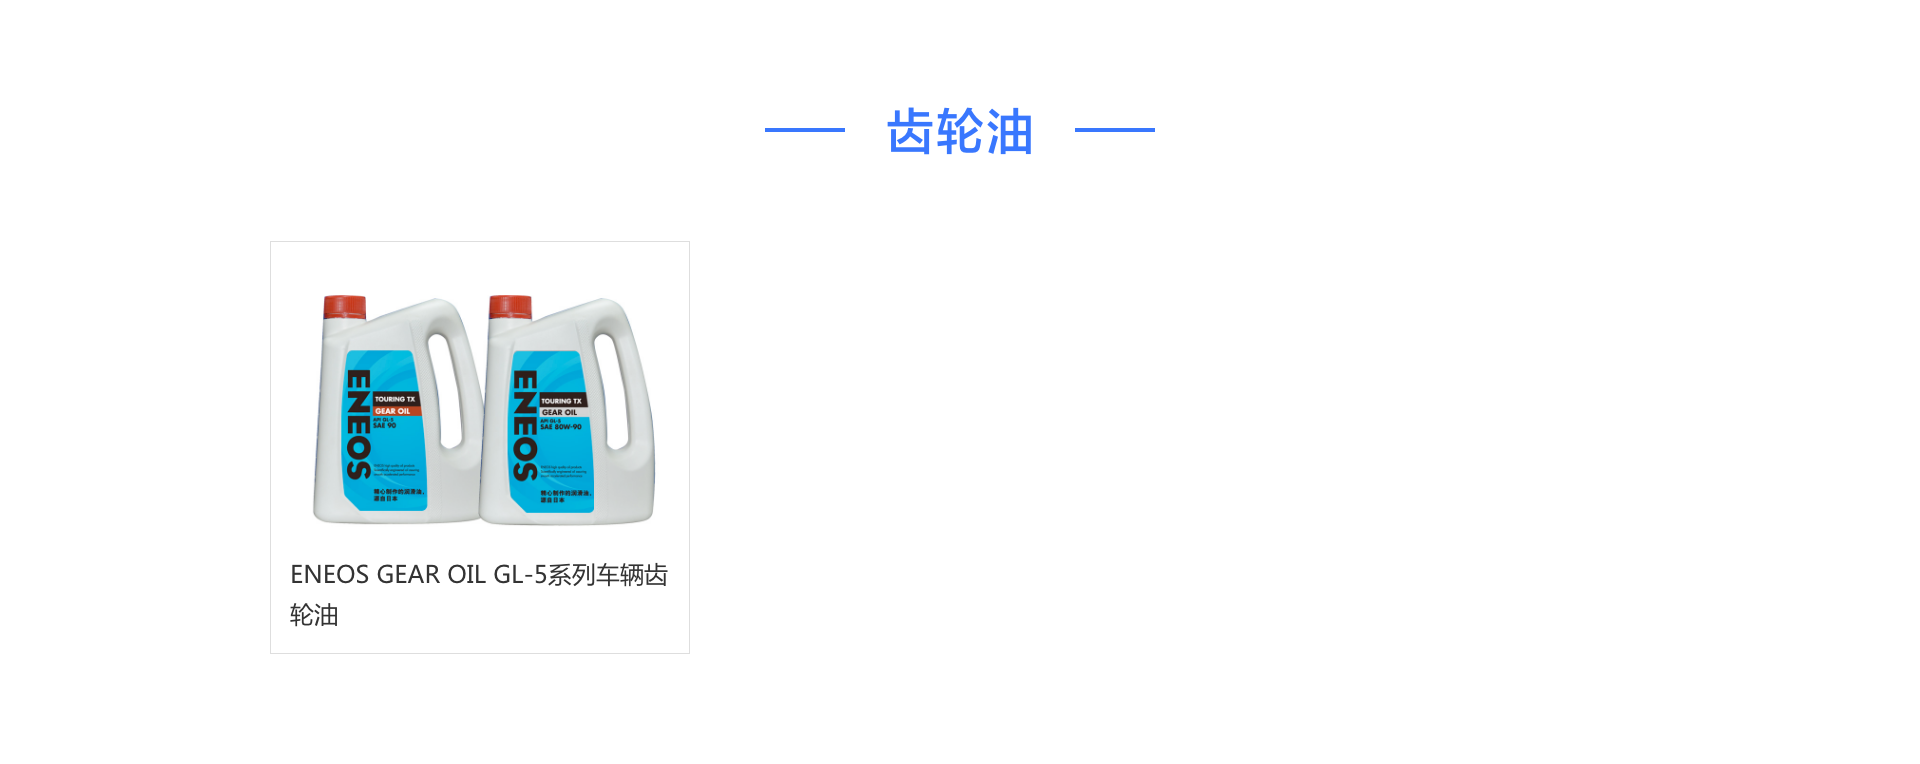 齿轮油
ENEOS
TOURING TX
GEAR OIL
API GL-5
SAE 90
精心制作的润滑油,
源自日本
ENEOS
TOURING TX
GEAR OIL
API GL-5
SAE 80W-90
精心制作的润滑油,
源自日本
ENEOS GEAR OIL GL-5系列车辆齿
轮油